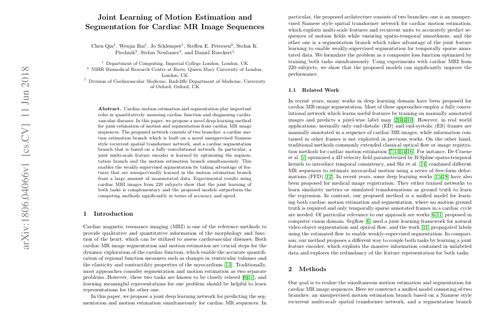 arXiv:1806.04066v1 [cs.CV] 11 Jun 2018
Joint Learning of Motion Estimation and
Segmentation for Cardiac MR Image Sequences
Chen Qin1, Wenjia Bai1, Jo Schlemper1, Steffen E. Petersen2, Stefan K.
Piechnik3, Stefan Neubauer3, and Daniel Rueckert1
1 Department of Computing, Imperial College London, London, UK
2 NIHR Biomedical Research Centre at Barts, Queen Mary University of London,
London, UK
3 Division of Cardiovascular Medicine, Radcliffe Department of Medicine, University
of Oxford, Oxford, UK
Abstract. Cardiac motion estimation and segmentation play important
roles in quantitatively assessing cardiac function and diagnosing cardio-
vascular diseases. In this paper, we propose a novel deep learning method
for joint estimation of motion and segmentation from cardiac MR image
sequences. The proposed network consists of two branches: a cardiac mo-
tion estimation branch which is built on a novel unsupervised Siamese
style recurrent spatial transformer network, and a cardiac segmentation
branch that is based on a fully convolutional network. In particular, a
joint multi-scale feature encoder is learned by optimizing the segmen-
tation branch and the motion estimation branch simultaneously. This
enables the weakly-supervised segmentation by taking advantage of fea-
tures that are unsupervisedly learned in the motion estimation branch
from a large amount of unannotated data. Experimental results using
cardiac MR images from 220 subjects show that the joint learning of
both tasks is complementary and the proposed models outperform the
competing methods significantly in terms of accuracy and speed.
1 Introduction
Cardiac magnetic resonance imaging (MRI) is one of the reference methods to
provide qualitative and quantitative information of the morphology and func-
tion of the heart, which can be utilized to assess cardiovascular diseases. Both
cardiac MR image segmentation and motion estimation are crucial steps for the
dynamic exploration of the cardiac function, which enable the accurate quantifi-
cation of regional function measures such as changes in ventricular volumes and
the elasticity and contractility properties of the myocardium [13]. Traditionally,
most approaches consider segmentation and motion estimation as two separate
problems. However, these two tasks are known to be closely related
and learning meaningful representations for one problem should be helpful to learn
representations for the other one.
In this paper, we propose a joint deep learning network for predicting the seg-
mentation and motion estimation simultaneously for cardiac MR sequences. In
particular, the proposed architecture consists of two branches: one is an unsuper-
vised Siamese style spatial transformer network for cardiac motion estimation,
which exploits multi-scale features and recurrent units to accurately predict se-
quences of motion fields while ensuring spatio-temporal smoothness; and the
other one is a segmentation branch which takes advantage of the joint feature
learning to enable weakly-supervised segmentation for temporally sparse anno-
tated data. We formulate the problem as a composite loss function optimized by
training both tasks simultaneously. Using experiments with cardiac MRI from
220 subjects, we show that the proposed models can significantly improve the
performance.
1.1 Related Work
In recent years, many works in deep learning domain have been proposed for
cardiac MR image segmentation. Most of these approaches employ a fully convo-
lutional network which learns useful features by training on manually annotated
images and predicts a pixel-wise label map However, in real world
applications, normally only end-diastolic (ED) and end-systolic (ES) frames are
manually annotated in a sequence of cardiac MR images, while information con-
tained in other frames is not exploited in previous works. On the other hand,
traditional methods commonly extended classical optical flow or image registra-
tion methods for cardiac motion estimation For instance, De Craene
et al. optimized a 4D velocity field parameterized by B-Spline spatio-temporal
kernels to introduce temporal consistency, and Shi et al. combined different
MR sequences to estimate myocardial motion using a series of free-form defor-
mations (FFD) [12]. In recent years, some deep learning works have also
been proposed for medical image registration. They either trained networks to
learn similarity metrics or simulated transformations as ground truth to learn
the regression. In contrast, our proposed method is a unified model for learn-
ing both cardiac motion estimation and segmentation, where no motion ground
truth is required and only temporally sparse annotated frames in a cardiac cycle
are needed. Of particular relevance to our approach are works proposed in
computer vision domain. Segflow used a joint learning framework for natural
video object segmentation and optical flow, and the work propagated labels
using the estimated flow to enable weakly-supervised segmentation. In compari-
son, our method proposes a different way to couple both tasks by learning a joint
feature encoder, which exploits the massive information contained in unlabeled
data and explores the redundancy of the feature representation for both tasks.
2 Methods
Our goal is to realize the simultaneous motion estimation and segmentation for
cardiac MR image sequences. Here we construct a unified model consisting of two
branches: an unsupervised motion estimation branch based on a Siamese style
recurrent multi-scale spatial transformer network, and a segmentation branch